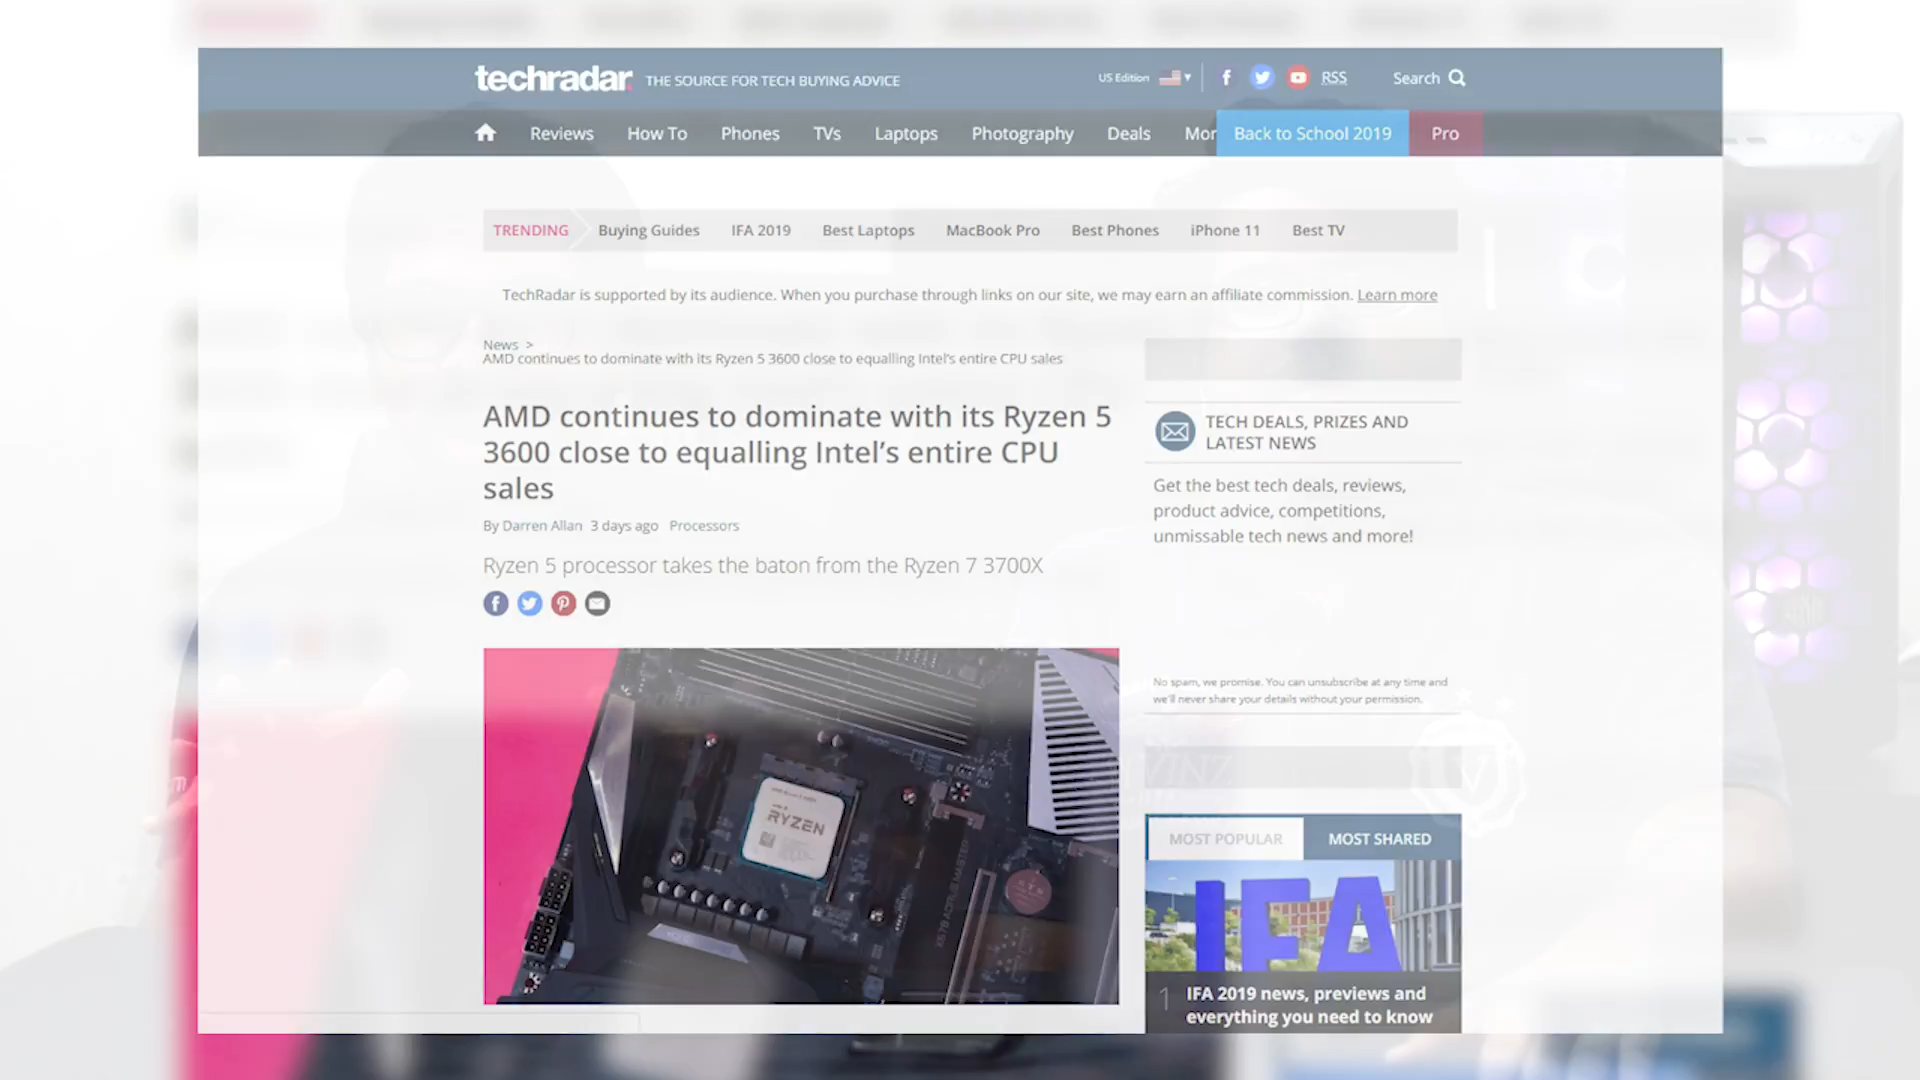 techradar. THE SOURCE FOR TECH BUYING ADVICE
US Edition
RSS
Search
Reviews How To Phones TVs Laptops Photography Deals Mor Back to School 2019 Pro
TRENDING Buying Guides IFA 2019 Best Laptops MacBook Pro Best Phones iPhone 11 Best TV
TechRadar is supported by its audience. When you purchase through links on our site, we may earn an affiliate commission. Learn more
News >
AMD continues to dominate with its Ryzen 5 3600 close to equalling Intel's entire CPU sales
AMD continues to dominate with its Ryzen 5
3600 close to equalling Intel's entire CPU
sales
By Darren Allan 3 days ago Processors
Ryzen 5 processor takes the baton from the Ryzen 7 3700X
TECH DEALS, PRIZES AND
LATEST NEWS
Get the best tech deals, reviews,
product advice, competitions,
unmissable tech news and more!
No spam, we promise. You can unsubscribe at any time and
we'll never share your details without your permission.
RYZEN
X570 AORUS MASTER
MOST POPULAR MOST SHARED
IFA
1 IFA 2019 news, previews and
everything you need to know